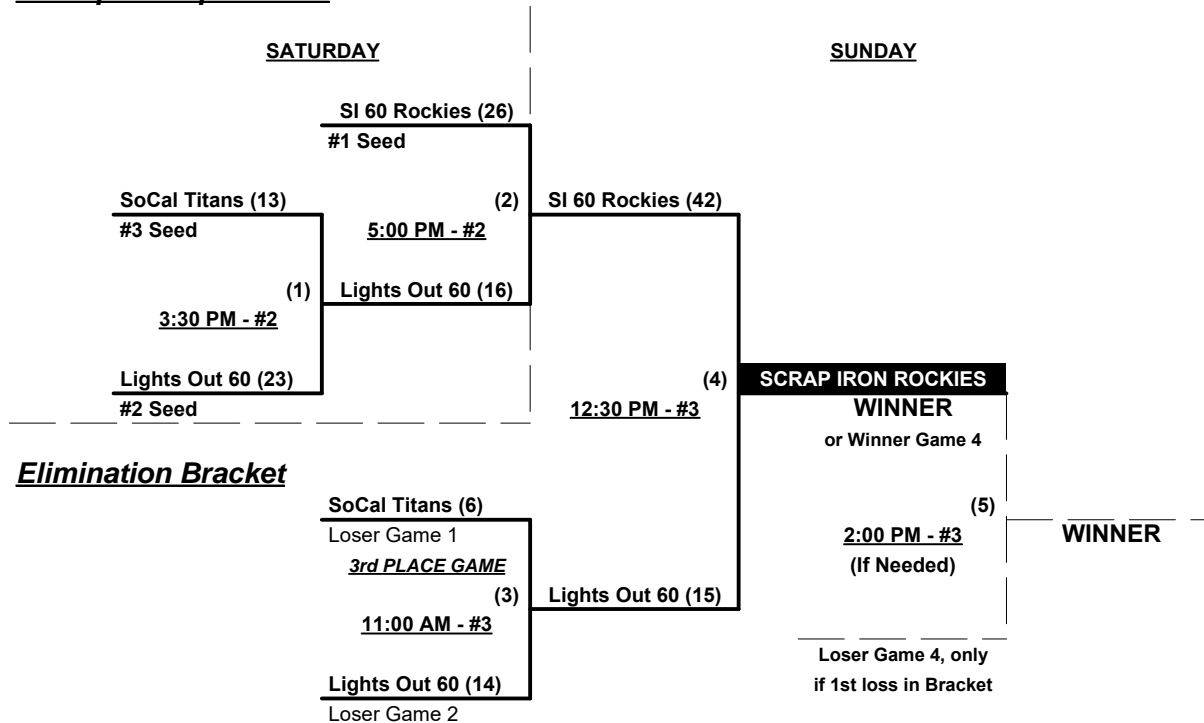 SATURDAY
SUNDAY
SI 60 Rockies (26)
#1 Seed
SoCal Titans (13)
#3 Seed
(2)
5:00 PM - #2
SI 60 Rockies (42)
(1)
3:30 PM - #2
Lights Out 60 (16)
Lights Out 60 (23)
#2 Seed
(4)
12:30 PM - #3
SCRAP IRON ROCKIES
WINNER
or Winner Game 4
Elimination Bracket
SoCal Titans (6)
Loser Game 1
3rd PLACE GAME
(3)
11:00 AM - #3
Lights Out 60 (15)
Lights Out 60 (14)
Loser Game 2
(5)
2:00 PM - #3
(If Needed)
WINNER
Loser Game 4, only
if 1st loss in Bracket